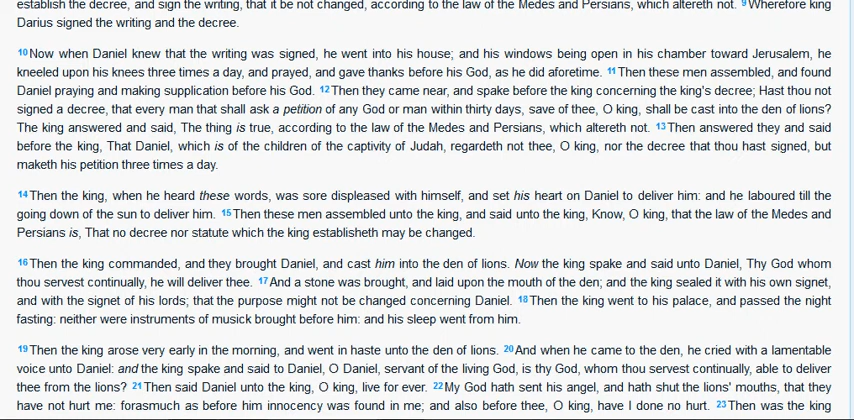 establish the decree, and sign the writing, that it be not changed, according to the law of the Medes and Persians, which altereth not. 9 Wherefore king
Darius signed the writing and the decree.
10 Now when Daniel knew that the writing was signed, he went into his house; and his windows being open in his chamber toward Jerusalem, he
kneeled upon his knees three times a day, and prayed, and gave thanks before his God, as he did aforetime. 11 Then these men assembled, and found
Daniel praying and making supplication before his God. 12 Then they came near, and spake before the king concerning the king's decree; Hast thou not
signed a decree, that every man that shall ask a petition of any God or man within thirty days, save of thee, O king, shall be cast into the den of lions?
The king answered and said, The thing is true, according to the law of the Medes and Persians, which altereth not. 13 Then answered they and said
before the king, That Daniel, which is of the children of the captivity of Judah, regardeth not thee, O king, nor the decree that thou hast signed, but
maketh his petition three times a day.
14 Then the king, when he heard these words, was sore displeased with himself, and set his heart on Daniel to deliver him: and he laboured till the
going down of the sun to deliver him. 15 Then these men assembled unto the king, and said unto the king, Know, O king, that the law of the Medes and
Persians is, That no decree nor statute which the king establisheth may be changed.
16 Then the king commanded, and they brought Daniel, and cast him into the den of lions. Now the king spake and said unto Daniel, Thy God whom
thou servest continually, he will deliver thee. 17 And a stone was brought, and laid upon the mouth of the den; and the king sealed it with his own signet,
and with the signet of his lords; that the purpose might not be changed concerning Daniel. 18 Then the king went to his palace, and passed the night
fasting: neither were instruments of musick brought before him: and his sleep went from him.
19 Then the king arose very early in the morning, and went in haste unto the den of lions. 20 And when he came to the den, he cried with a lamentable
voice unto Daniel: and the king spake and said to Daniel, O Daniel, servant of the living God, is thy God, whom thou servest continually, able to deliver
thee from the lions? 21 Then said Daniel unto the king, O king, live for ever. 22 My God hath sent his angel, and hath shut the lions' mouths, that they
have not hurt me: forasmuch as before him innocency was found in me; and also before thee, O king, have I done no hurt. 23 Then was the king